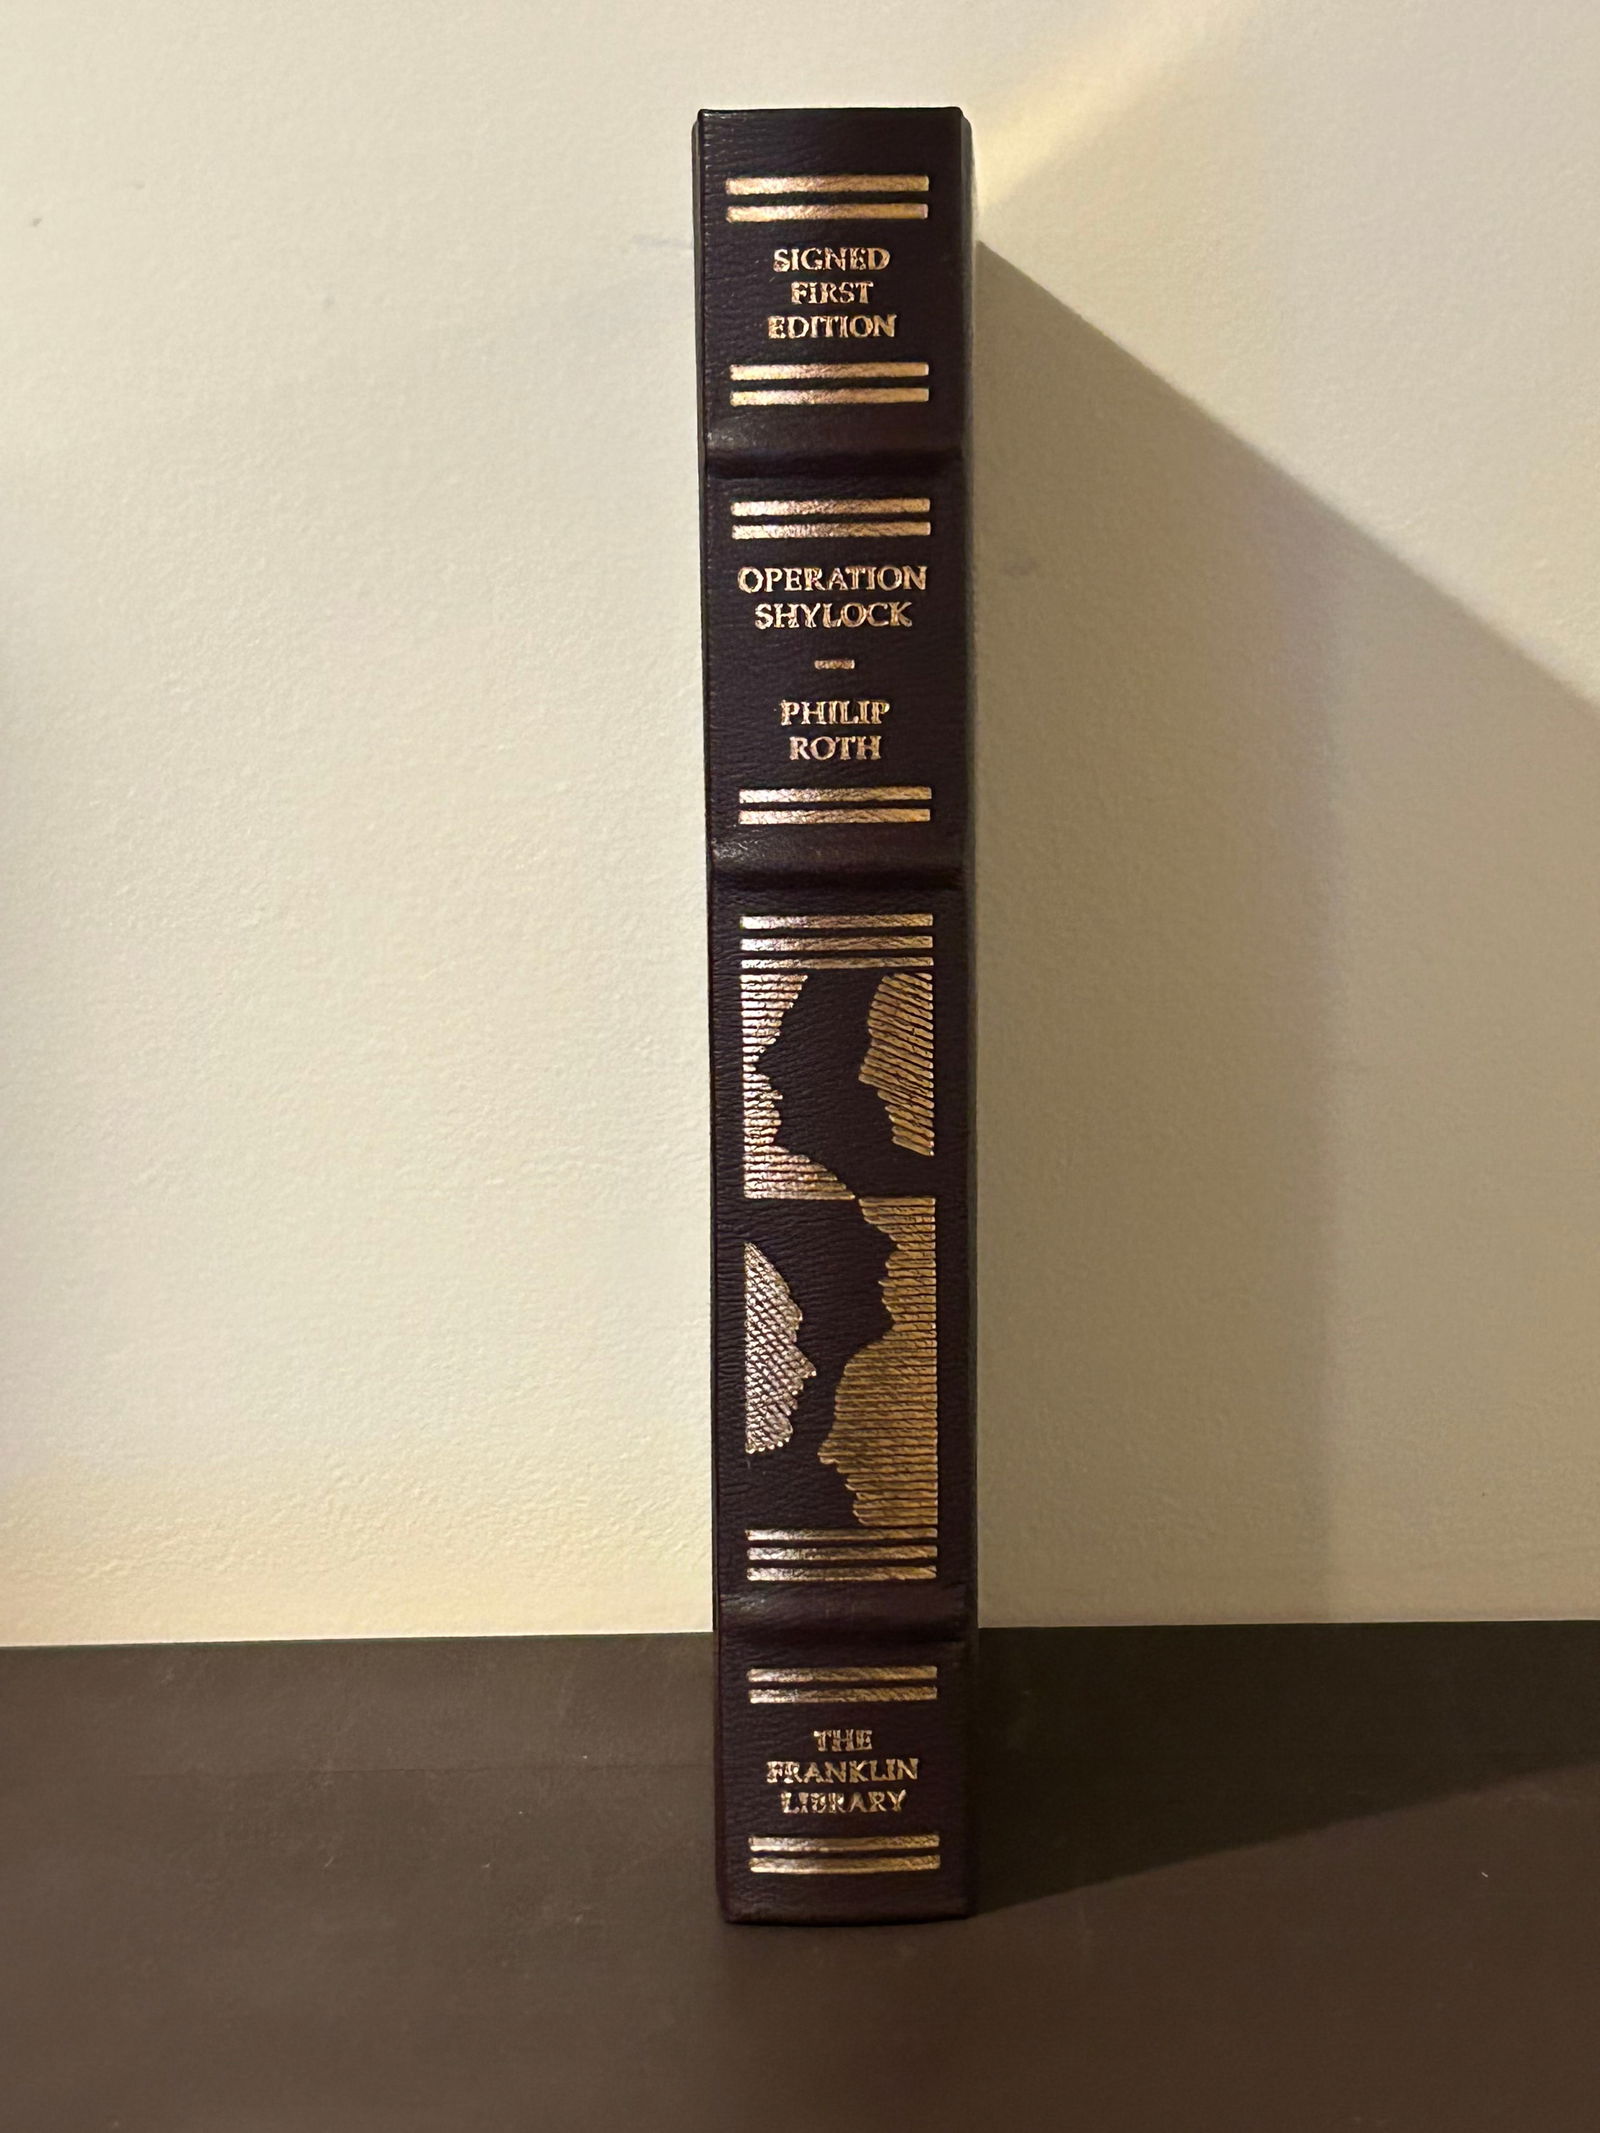 SIGNED
FIRST
EDITION
OPERATION
SHYLOCK
—
PHILIP
ROTH
THE
FRANKLIN
LIBRARY